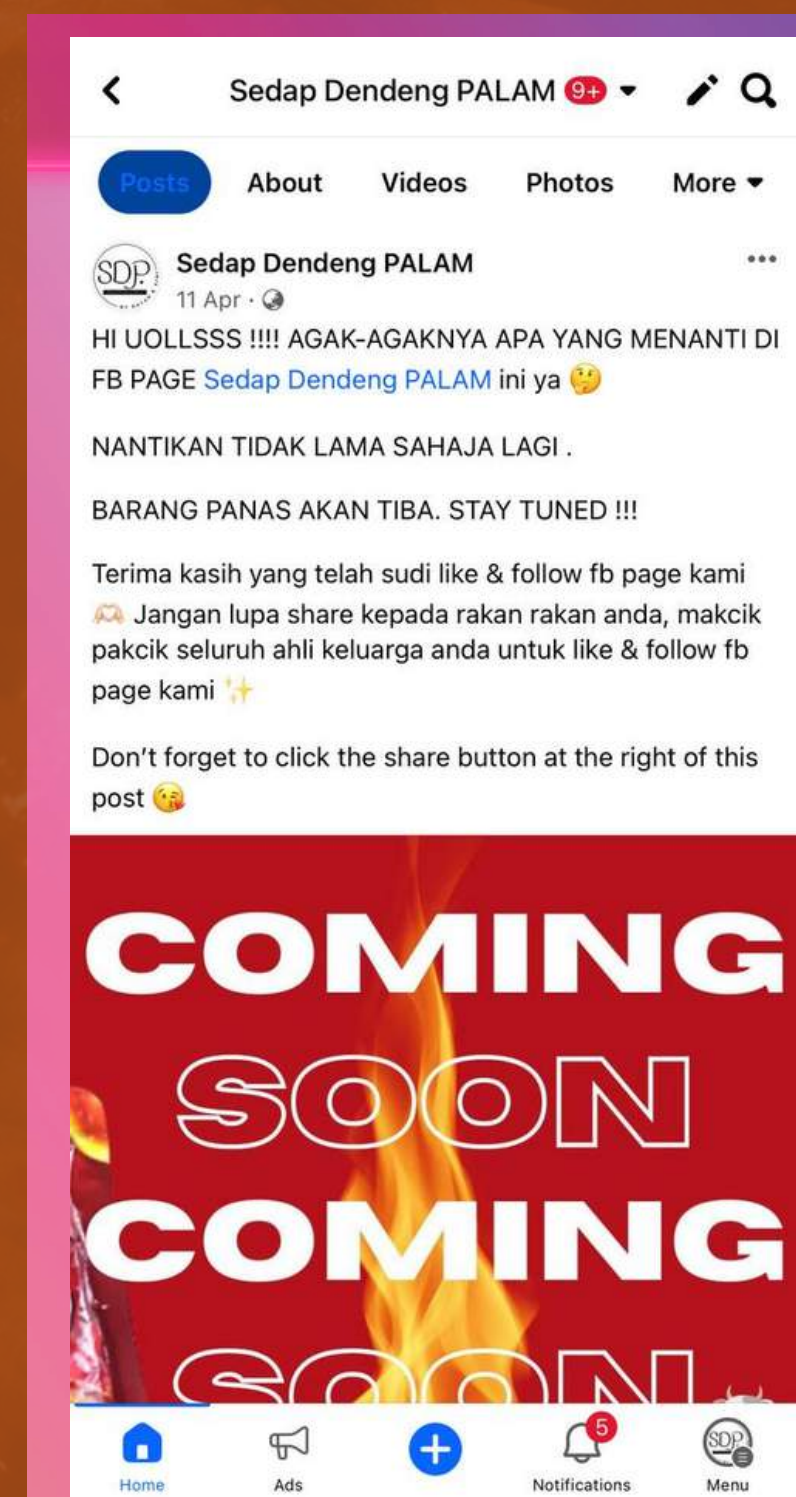 Sedap Dendeng PALAM 9+
Posts About Videos Photos More
SDP
Sedap Dendeng PALAM
11 Apr ·
HI UOLLSSS !!!! AGAK-AGAKNYA APA YANG MENANTI DI
FB PAGE Sedap Dendeng PALAM ini ya 🤔
NANTIKAN TIDAK LAMA SAHAJA LAGI .
BARANG PANAS AKAN TIBA. STAY TUNED !!!
Terima kasih yang telah sudi like & follow fb page kami
🫶🏻 Jangan lupa share kepada rakan rakan anda, makcik
pakcik seluruh ahli keluarga anda untuk like & follow fb
page kami ✨
Don't forget to click the share button at the right of this
post 😘
COMING
SOON
COMING
SOON
5
SDP
Home Ads Notifications Menu